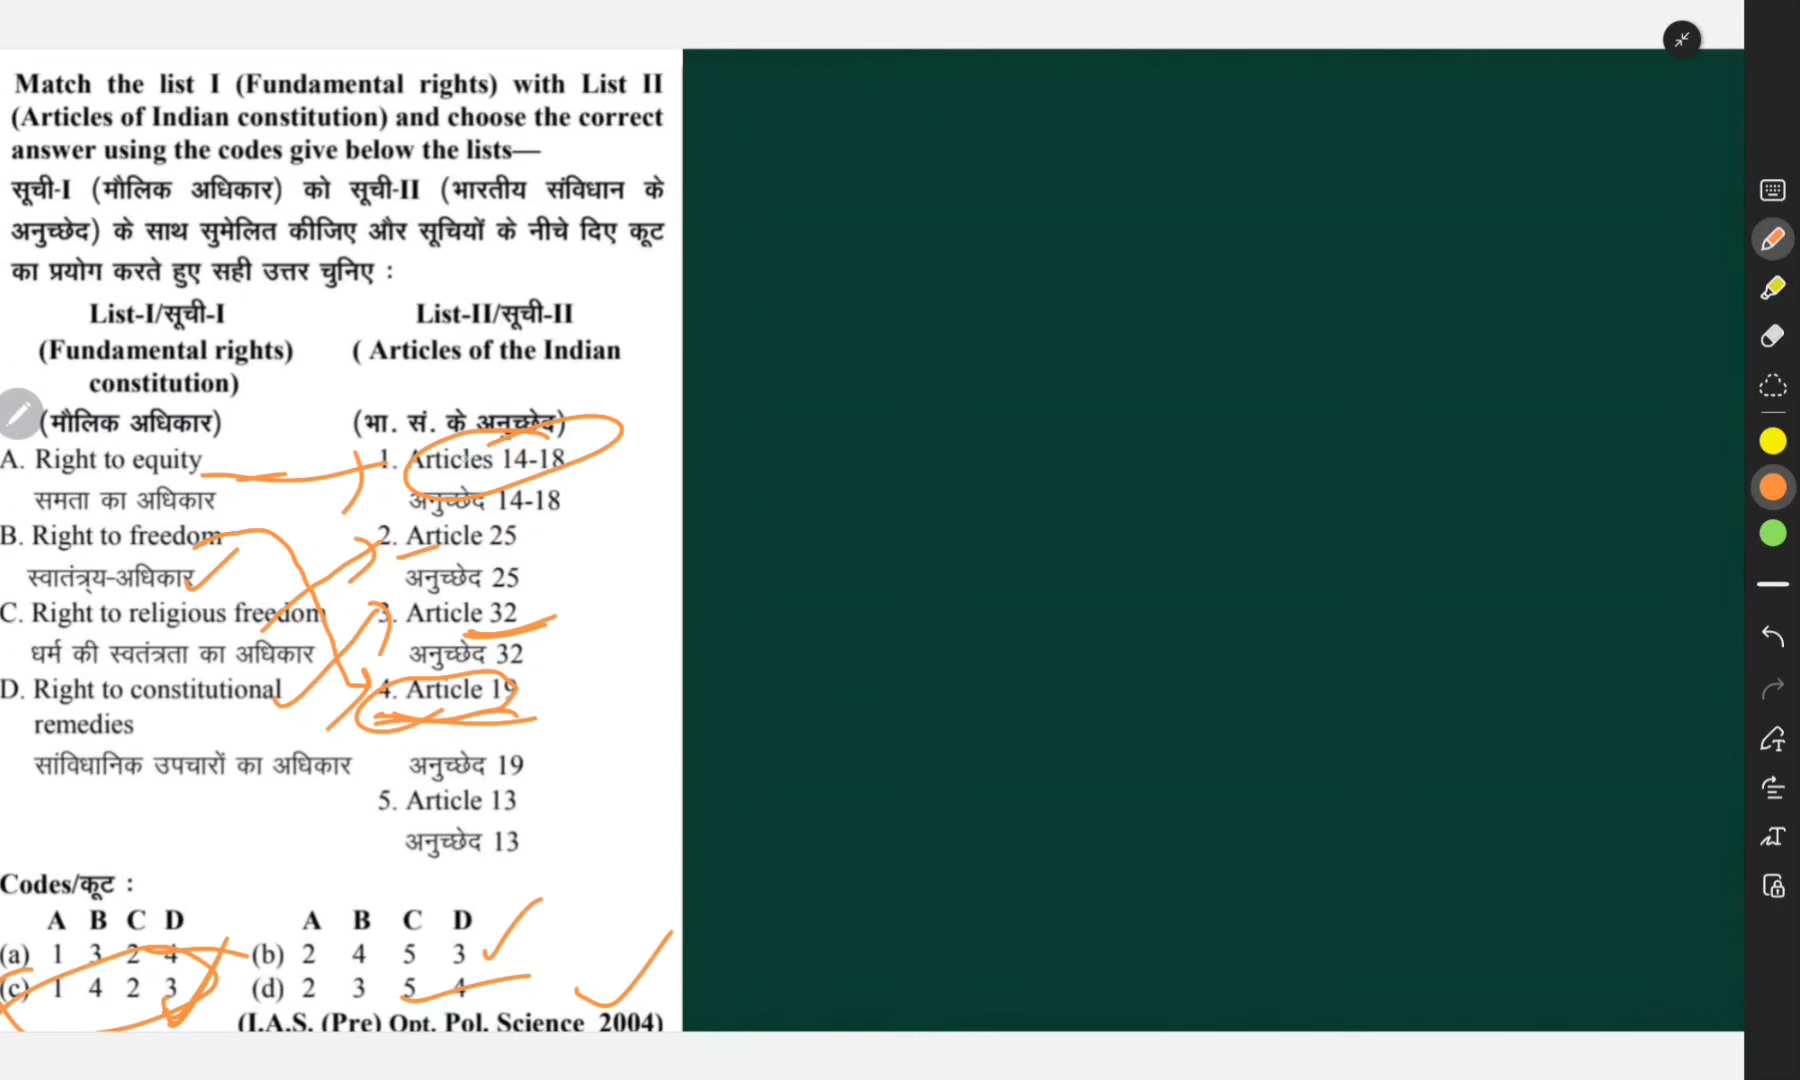 Match the list I (Fundamental rights) with List II
(Articles of Indian constitution) and choose the correct
answer using the codes give below the lists—
सूची-I (मौलिक अधिकार) को सूची-II (भारतीय संविधान के
अनुच्छेद) के साथ सुमेलित कीजिए और सूचियों के नीचे दिए कूट
का प्रयोग करते हुए सही उत्तर चुनिए :
List-I/सूची-I List-II/सूची-II
(Fundamental rights) ( Articles of the Indian
constitution)
(मौलिक अधिकार) (भा. सं. के अनुच्छेद)
A. Right to equity 1. Articles 14-18
समता का अधिकार अनुच्छेद 14-18
B. Right to freedom 2. Article 25
स्वातंत्र्य-अधिकार अनुच्छेद 25
C. Right to religious freedom 3. Article 32
धर्म की स्वतंत्रता का अधिकार अनुच्छेद 32
D. Right to constitutional 4. Article 19
remedies
सांविधानिक उपचारों का अधिकार अनुच्छेद 19
5. Article 13
अनुच्छेद 13
Codes/कूट :
A B C D A B C D
(a) 1 3 2 4 (b) 2 4 5 3
(c) 1 4 2 3 (d) 2 3 5 4
(I.A.S. (Pre) Opt. Pol. Science 2004)